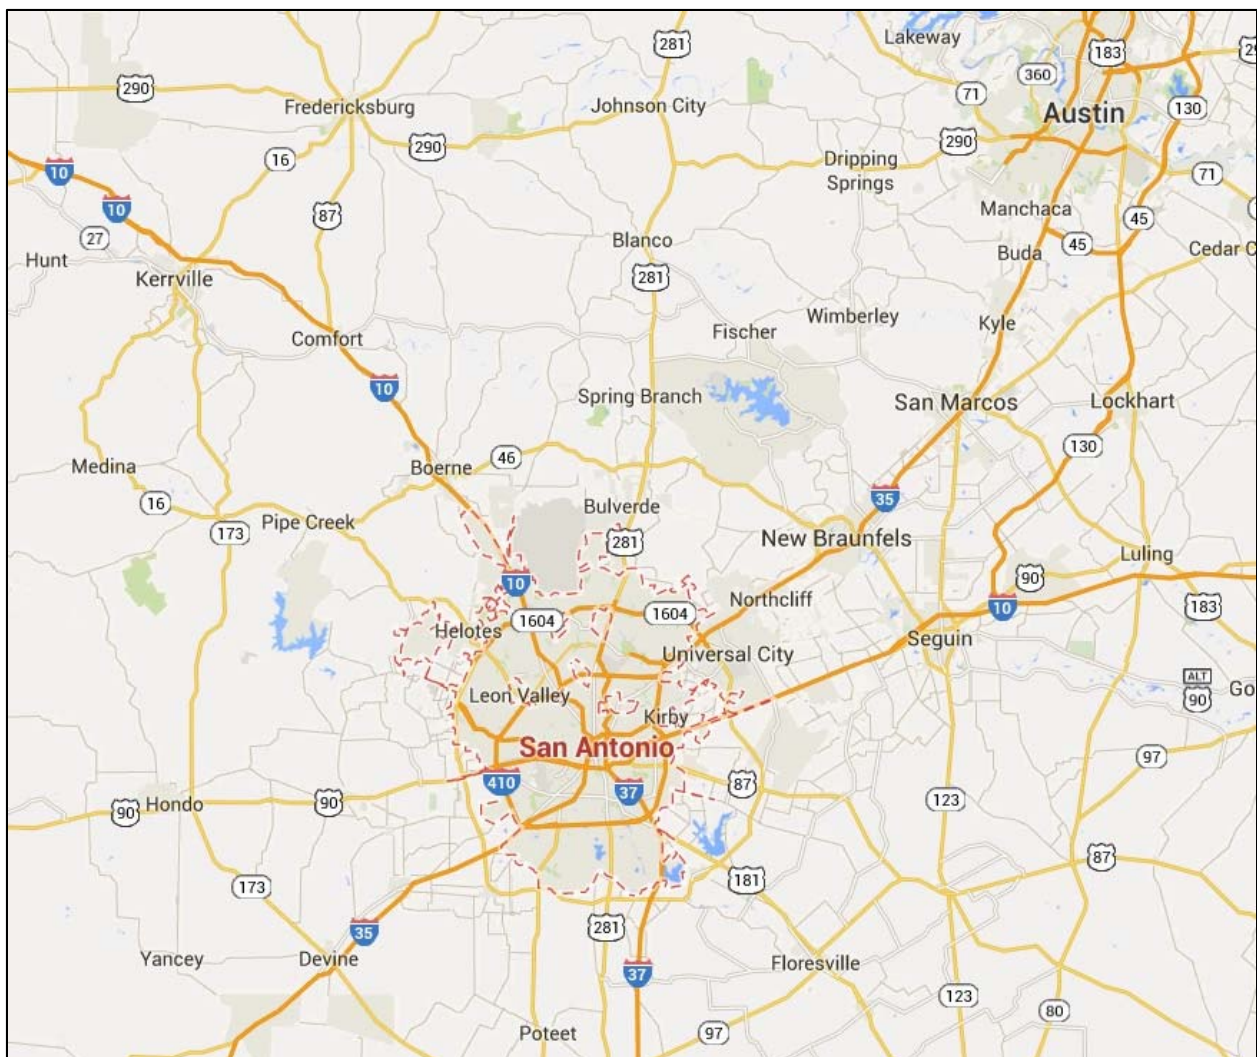 281
Lakeway
183
29
290
360
71
Fredericksburg
Johnson City
Austin
130
290
290
16
Dripping
Springs
10
71
10
87
Manchaca
45
27
Blanco
45
Hunt
Buda
Cedar C
Kerrville
281
Wimberley
Kyle
Fischer
Comfort
10
Spring Branch
San Marcos
Lockhart
130
Medina
Boerne
46
16
35
Bulverde
173
Pipe Creek
281
New Braunfels
Luling
10
90
Northcliff
10
183
1604
1604
Helotes
Seguin
Universal City
ALT
90
Go
Leon Valley
Kirby
San Antonio
97
410
87
37
90
Hondo
90
123
87
173
181
35
281
Yancey
Devine
Floresville
37
123
80
Poteet
97